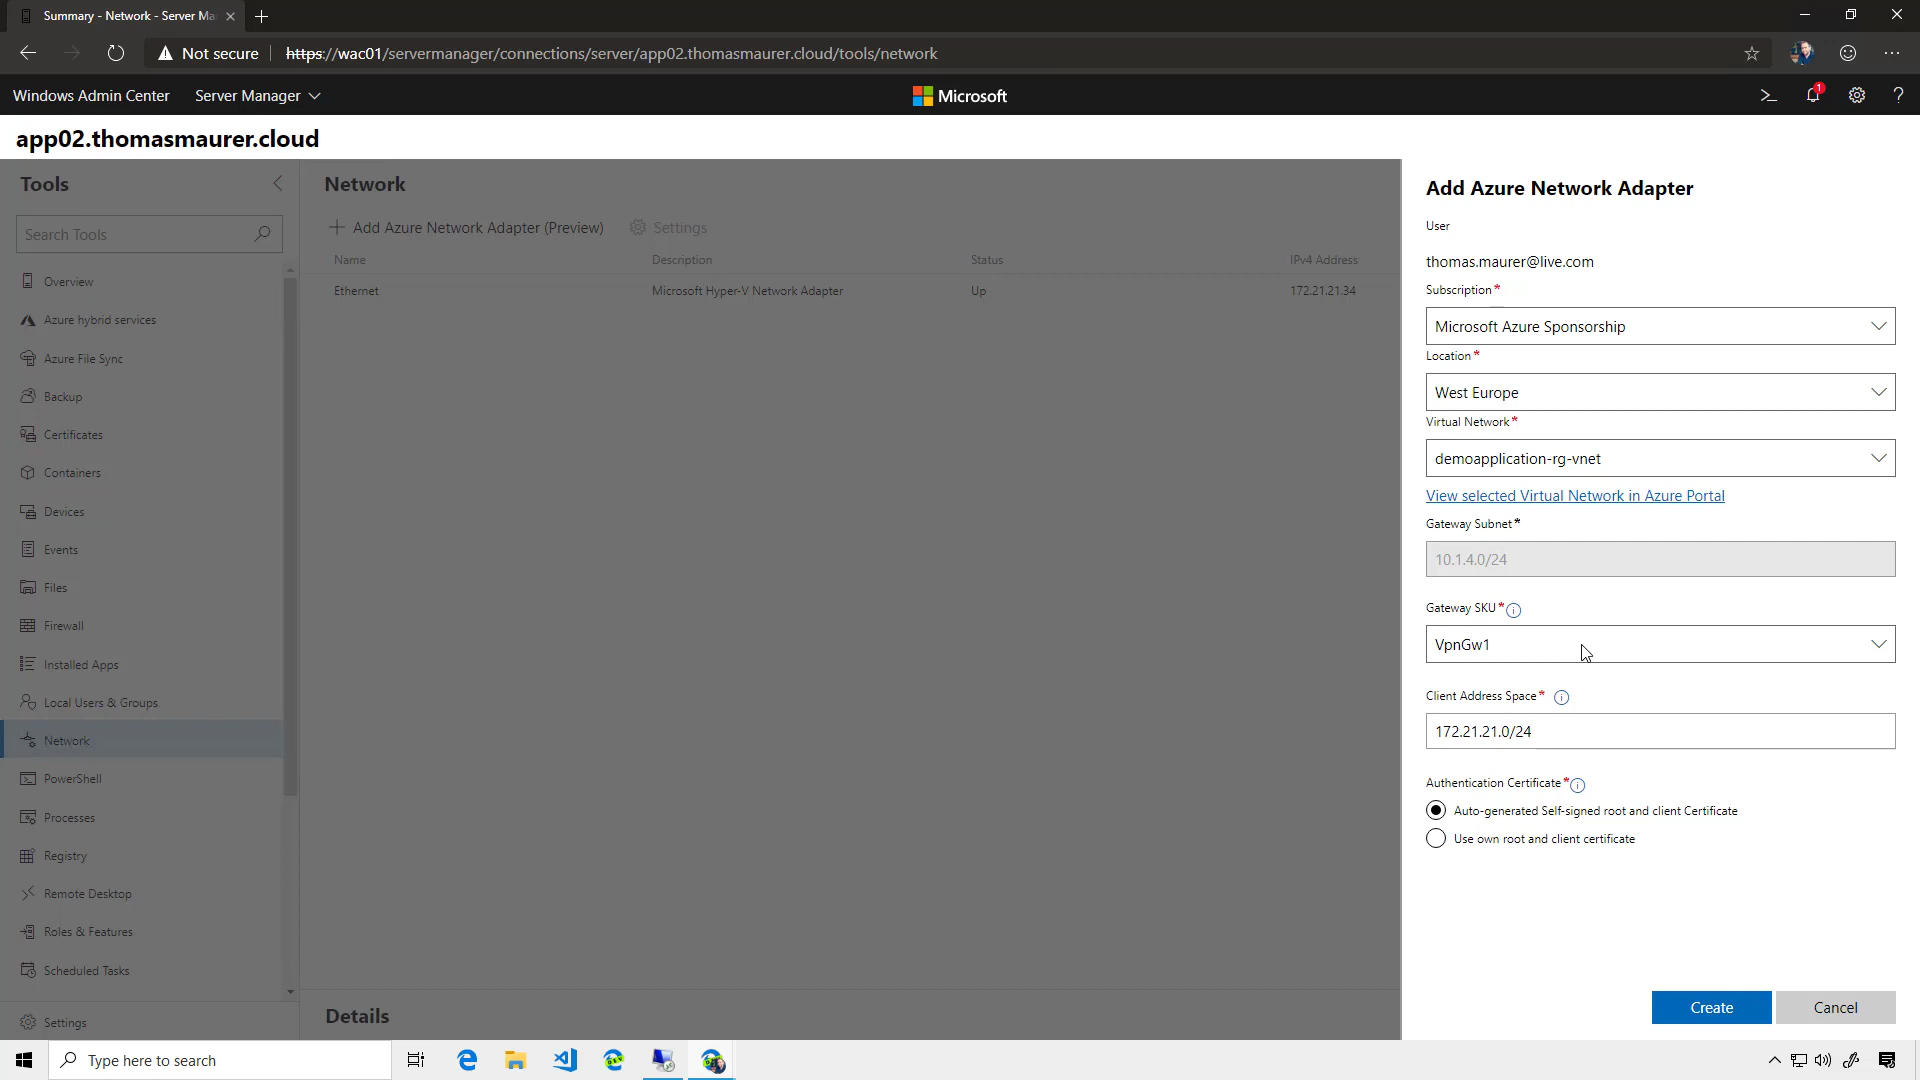 Summary - Network - Server Ma
Not secure
https://wac01/servermanager/connections/server/app02.thomasmaurer.cloud/tools/network
Windows Admin Center
Server Manager
Microsoft
1
app02.thomasmaurer.cloud
Tools
Search Tools
Overview
Azure hybrid services
Azure File Sync
Backup
Certificates
Containers
Devices
Events
Files
Firewall
Installed Apps
Local Users & Groups
Network
PowerShell
Processes
Registry
Remote Desktop
Roles & Features
Scheduled Tasks
Settings
Network
Add Azure Network Adapter (Preview)
Settings
Name Description Status IPv4 Address
Ethernet Microsoft Hyper-V Network Adapter Up 172.21.21.34
Details
Add Azure Network Adapter
User
thomas.maurer@live.com
Subscription*
Microsoft Azure Sponsorship
Location*
West Europe
Virtual Network*
demoapplication-rg-vnet
View selected Virtual Network in Azure Portal
Gateway Subnet*
10.1.4.0/24
Gateway SKU*
VpnGw1
Client Address Space*
172.21.21.0/24
Authentication Certificate*
Auto-generated Self-signed root and client Certificate
Use own root and client certificate
Create
Cancel
Type here to search